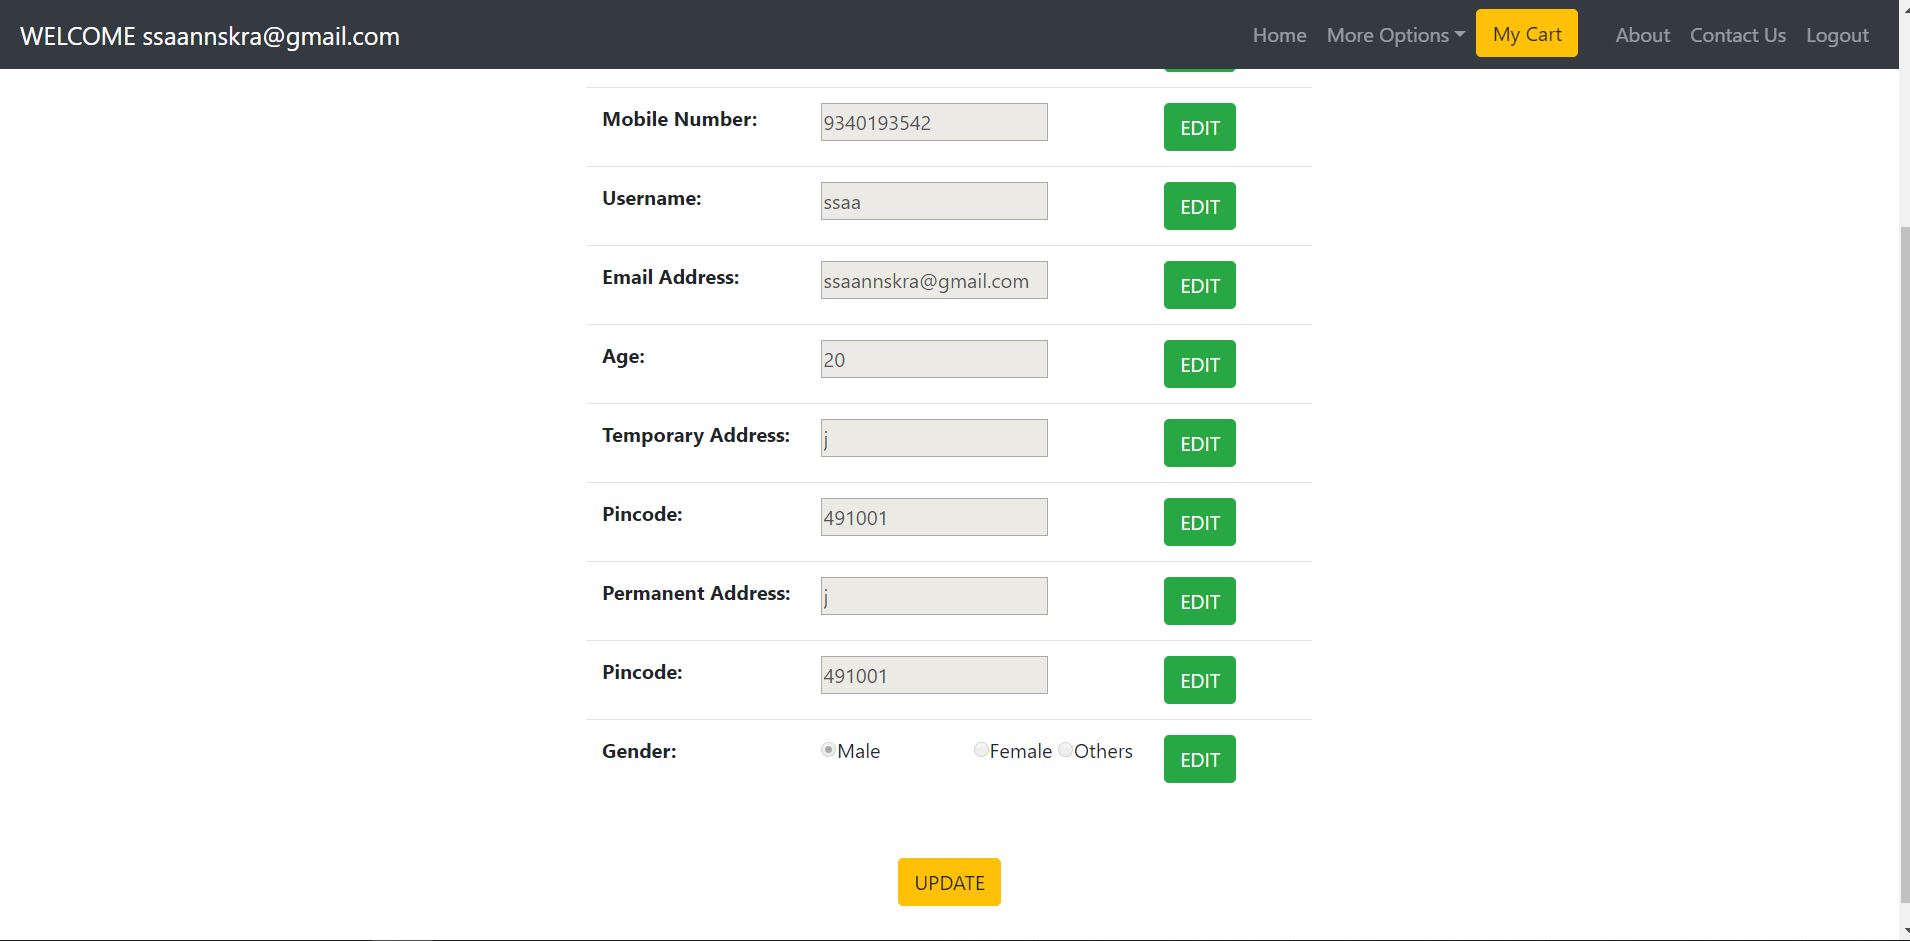 WELCOME ssaannskra@gmail.com Home More Options My Cart About Contact Us Logout
Mobile Number: 9340193542 EDIT
Username: ssaa EDIT
Email Address: ssaannskra@gmail.com EDIT
Age: 20 EDIT
Temporary Address: j EDIT
Pincode: 491001 EDIT
Permanent Address: j EDIT
Pincode: 491001 EDIT
Gender: Male Female Others EDIT
UPDATE